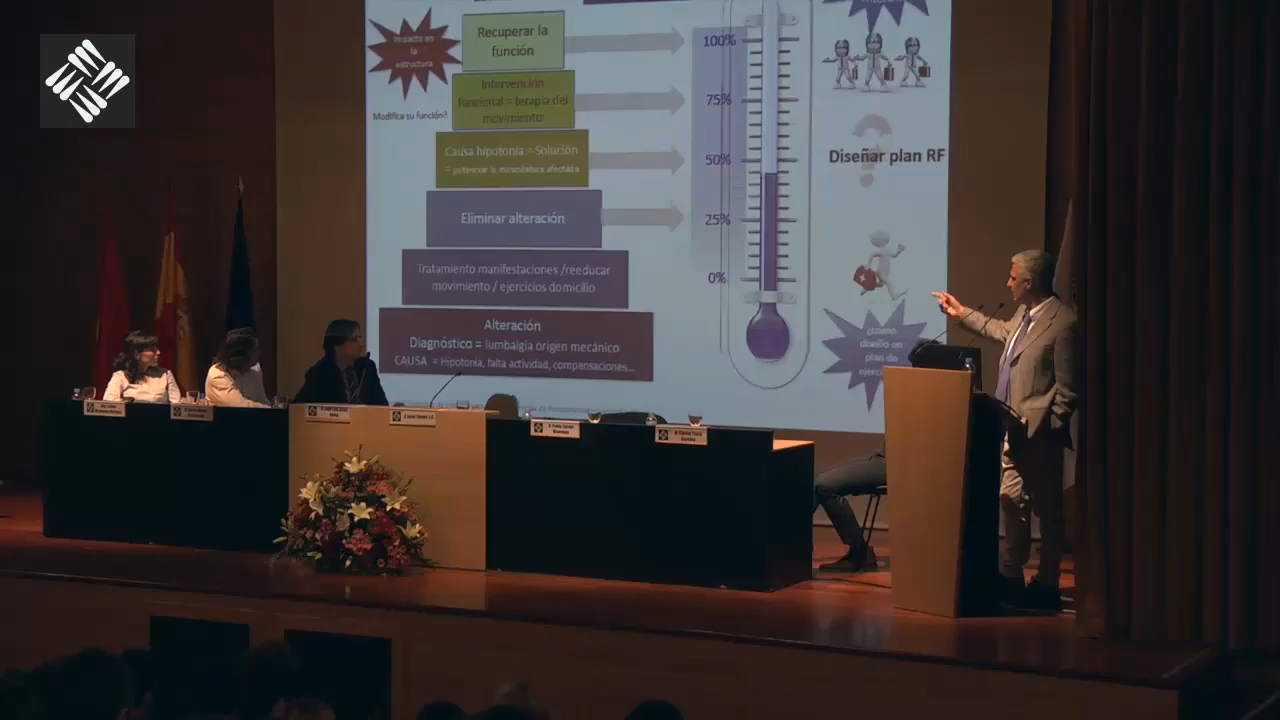 Impacto en
la
estructura
Modifica su función?
Recuperar la
función
Intervención
funcional = terapia del
movimiento
Causa hipotonía = Solución
= potenciar la musculatura afectada
Eliminar alteración
Tratamiento manifestaciones /reeducar
movimiento / ejercicios domicilio
Alteración
Diagnóstico = lumbalgia origen mecánico
CAUSA = Hipotonía, falta actividad, compensaciones...
100%
75%
50%
25%
0%
Diseñar plan RF
¿Cómo
diseño un
plan de